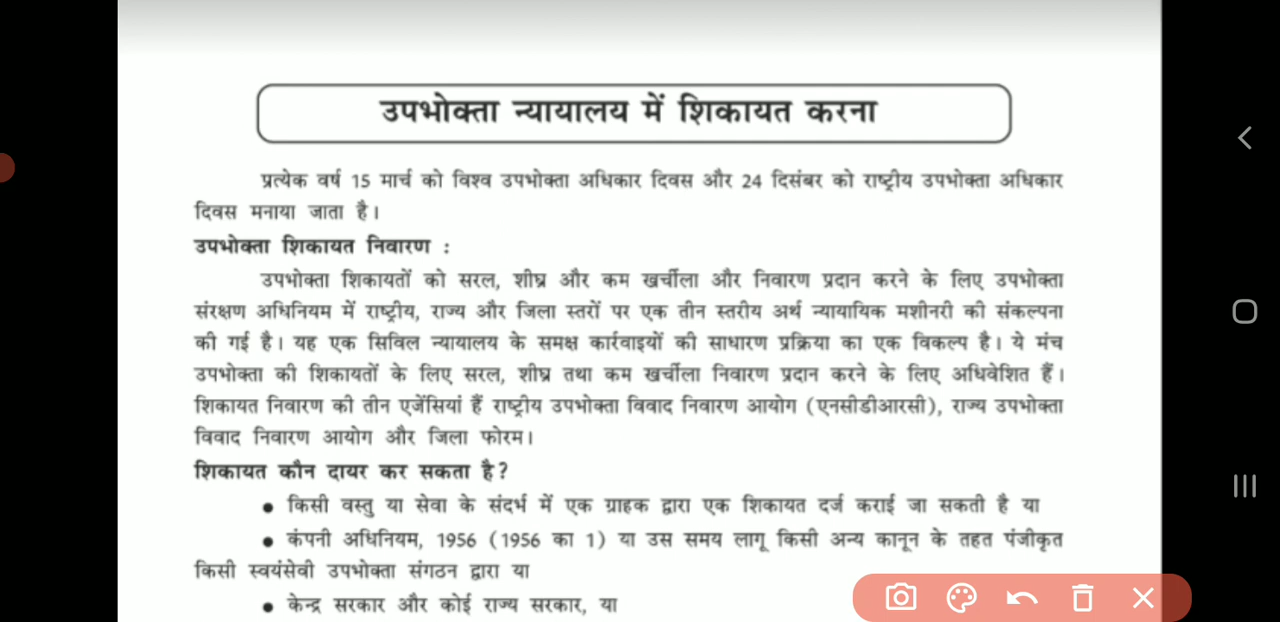 उपभोक्ता न्यायालय में शिकायत करना
प्रत्येक वर्ष 15 मार्च को विश्व उपभोक्ता अधिकार दिवस और 24 दिसंबर को राष्ट्रीय उपभोक्ता अधिकार
दिवस मनाया जाता है।
उपभोक्ता शिकायत निवारण :
उपभोक्ता शिकायतों को सरल, शीघ्र और कम खर्चीला और निवारण प्रदान करने के लिए उपभोक्ता
संरक्षण अधिनियम में राष्ट्रीय, राज्य और जिला स्तरों पर एक तीन स्तरीय अर्थ न्यायायिक मशीनरी की संकल्पना
की गई है। यह एक सिविल न्यायालय के समक्ष कार्रवाइयों की साधारण प्रक्रिया का एक विकल्प है। ये मंच
उपभोक्ता की शिकायतों के लिए सरल, शीघ्र तथा कम खर्चीला निवारण प्रदान करने के लिए अधिवेशित हैं।
शिकायत निवारण की तीन एजेंसियां हैं राष्ट्रीय उपभोक्ता विवाद निवारण आयोग (एनसीडीआरसी), राज्य उपभोक्ता
विवाद निवारण आयोग और जिला फोरम।
शिकायत कौन दायर कर सकता है?
● किसी वस्तु या सेवा के संदर्भ में एक ग्राहक द्वारा एक शिकायत दर्ज कराई जा सकती है या
● कंपनी अधिनियम, 1956 (1956 का 1) या उस समय लागू किसी अन्य कानून के तहत पंजीकृत
किसी स्वयंसेवी उपभोक्ता संगठन द्वारा या
● केन्द्र सरकार और कोई राज्य सरकार, या